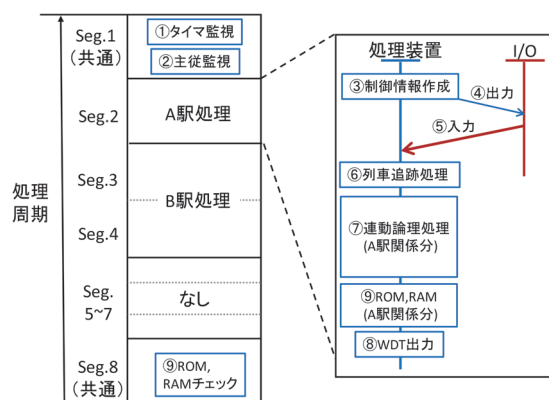 処理
周期
Seg.1
(共通)
①タイマ監視
②主従監視
Seg.2
A駅処理
Seg.3
B駅処理
Seg.4
Seg.
5~7
なし
Seg.8
(共通)
⑨ROM,
RAMチェック
処理装置
I/O
③制御情報作成
④出力
⑤入力
⑥列車追跡処理
⑦連動論理処理
(A駅関係分)
⑨ROM,RAM
(A駅関係分)
⑧WDT出力